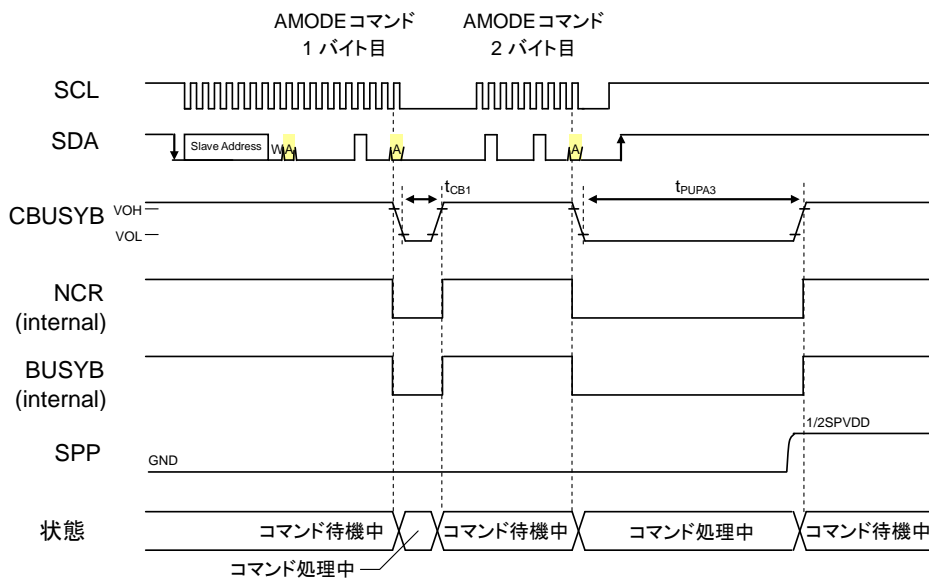 AMODEコマンド
1 バイト目
AMODEコマンド
2 バイト目
SCL
SDA
Slave Address
W
A
A
A
CBUSYB
VOH
VOL
tCB1
tPUPA3
NCR
(internal)
BUSYB
(internal)
SPP
GND
1/2SPVDD
状態
コマンド待機中
コマンド待機中
コマンド処理中
コマンド待機中
コマンド処理中